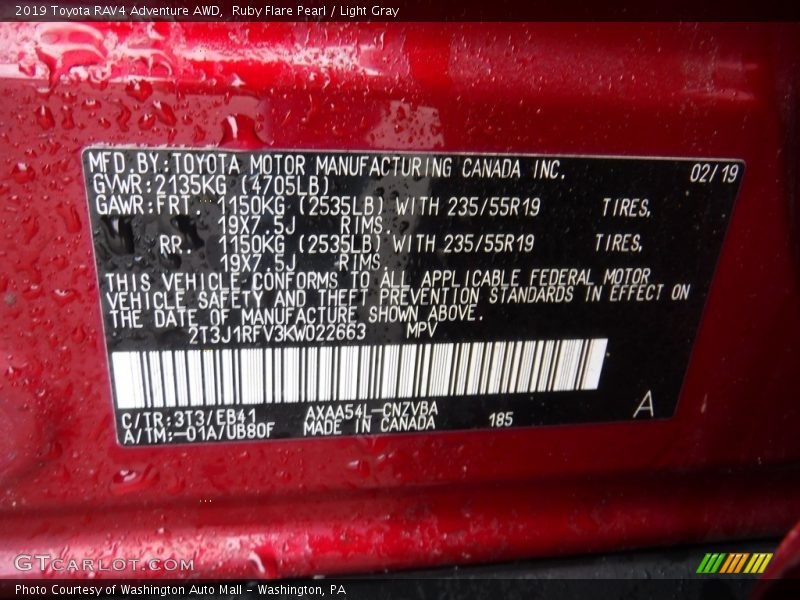 2019 Toyota RAV4 Adventure AWD, Ruby Flare Pearl / Light Gray
MFD BY: TOYOTA MOTOR MANUFACTURING CANADA INC. 02/19
GVWR:2135KG (4705LB)
GAWR:FRT. 1150KG (2535LB) WITH 235/55R19 TIRES,
19X7.5J RIMS.
RR. 1150KG (2535LB) WITH 235/55R19 TIRES,
19X7.5J RIMS.
THIS VEHICLE CONFORMS TO ALL APPLICABLE FEDERAL MOTOR
VEHICLE SAFETY AND THEFT PREVENTION STANDARDS IN EFFECT ON
THE DATE OF MANUFACTURE SHOWN ABOVE.
2T3J1RFV3KW022663 MPV
C/TR:3T3/EB41 AXAA54L-CNZVBA 185 A
A/TM:-01A/UB80F MADE IN CANADA
GTCARLOT.COM
Photo Courtesy of Washington Auto Mall - Washington, PA